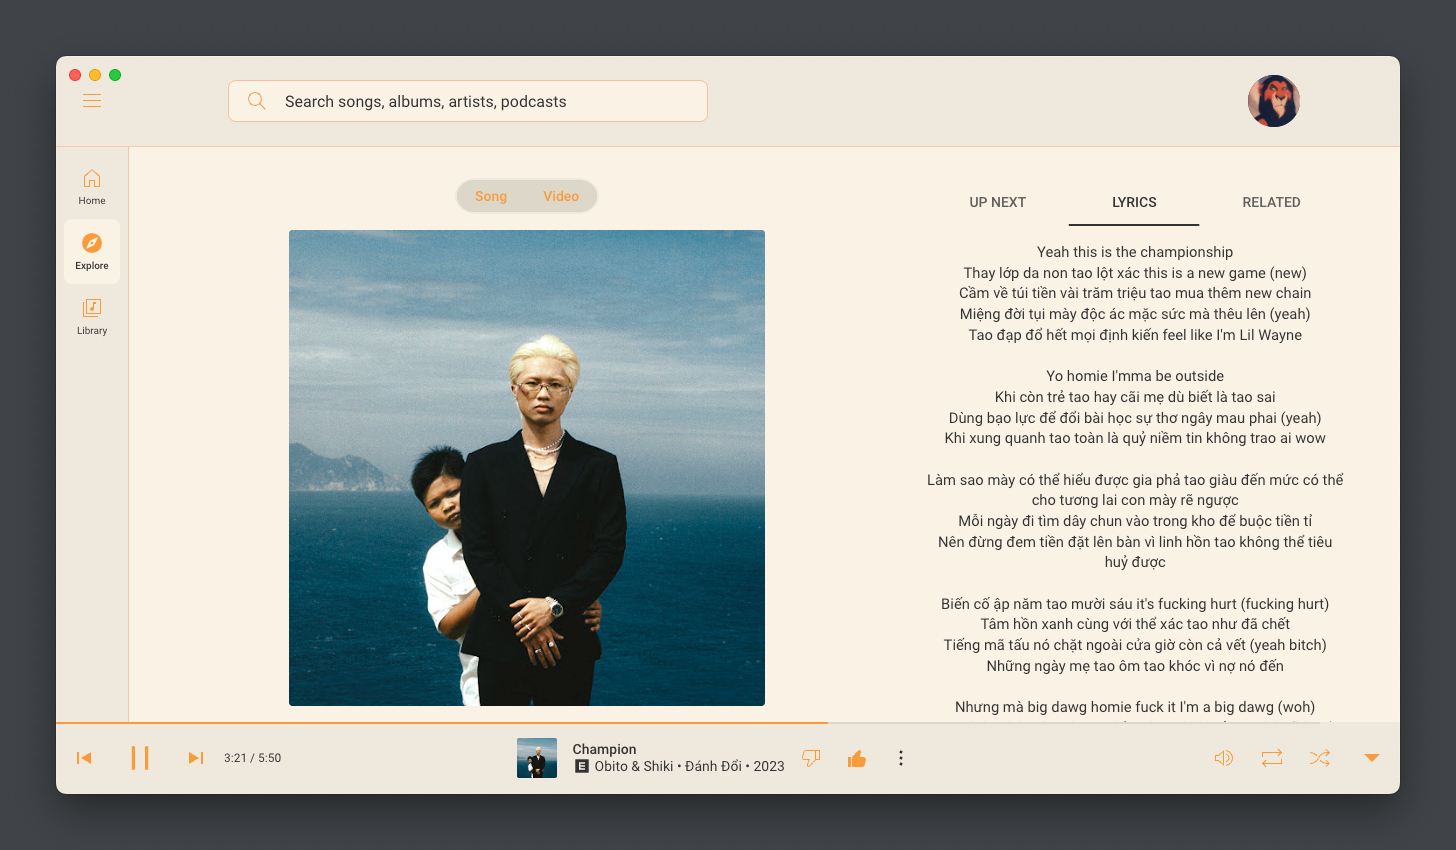 Search songs, albums, artists, podcasts
Home
Explore
Library
Song Video
UP NEXT LYRICS RELATED
Yeah this is the championship
Thay lớp da non tao lột xác this is a new game (new)
Cầm về túi tiền vài trăm triệu tao mua thêm new chain
Miệng đời tụi mày độc ác mặc sức mà thêu lên (yeah)
Tao đạp đổ hết mọi định kiến feel like I'm Lil Wayne
Yo homie I'mma be outside
Khi còn trẻ tao hay cãi mẹ dù biết là tao sai
Dùng bạo lực để đổi bài học sự thơ ngây mau phai (yeah)
Khi xung quanh tao toàn là quỷ niềm tin không trao ai wow
Làm sao mày có thể hiểu được gia phả tao giàu đến mức có thể
cho tương lai con mày rẽ ngược
Mỗi ngày đi tìm dây chun vào trong kho để buộc tiền tỉ
Nên đừng đem tiền đặt lên bàn vì linh hồn tao không thể tiêu
huỷ được
Biến cố ập năm tao mười sáu it's fucking hurt (fucking hurt)
Tâm hồn xanh cùng với thể xác tao như đã chết
Tiếng mã tấu nó chặt ngoài cửa giờ còn cả vết (yeah bitch)
Những ngày mẹ tao ôm tao khóc vì nợ nó đến
Nhưng mà big dawg homie fuck it I'm a big dawg (woh)
3:21 / 5:50
Champion
E Obito & Shiki • Đánh Đổi • 2023